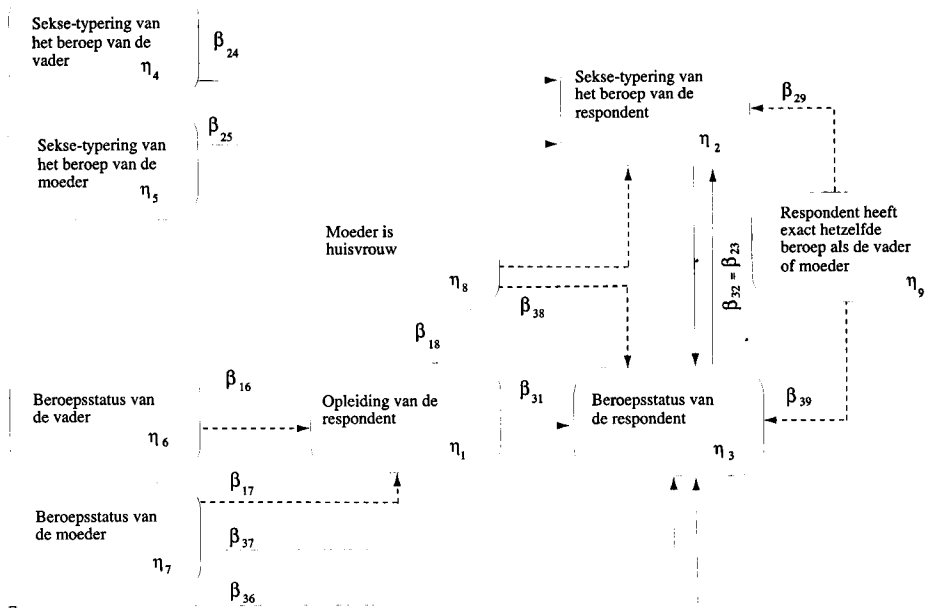 Sekse-typering van
het beroep van de
vader
η4
β24
Sekse-typering van
het beroep van de
moeder
η5
β25
Sekse-typering van
het beroep van de
respondent
η2
β29
Moeder is
huisvrouw
η8
β38
β18
β32 = β23
Respondent heeft
exact hetzelfde
beroep als de vader
of moeder
η9
Beroepsstatus van
de vader
η6
β16
Opleiding van de
respondent
η1
β31
Beroepsstatus van
de respondent
η3
β39
Beroepsstatus van
de moeder
η7
β17
β37
β36